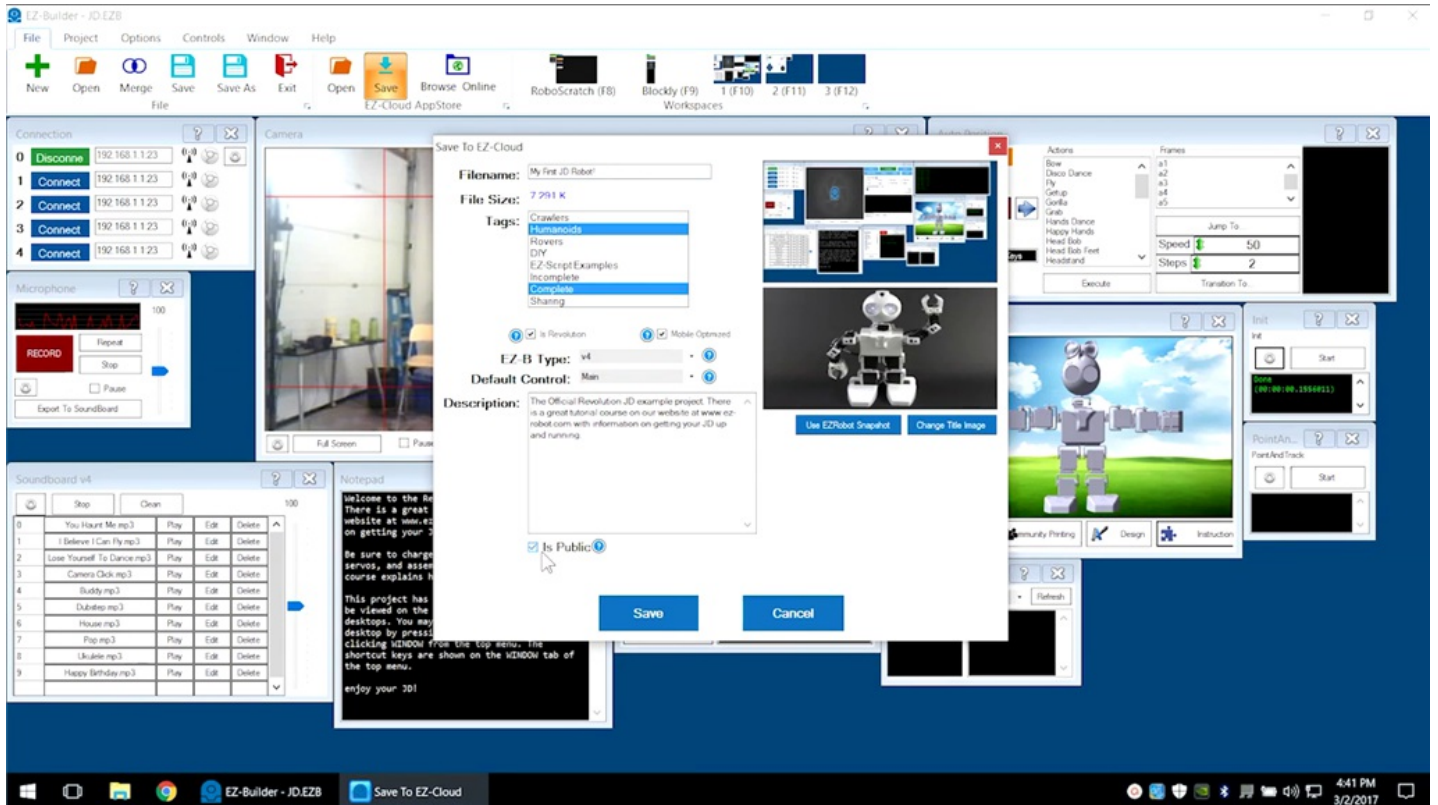 EZ-Builder - JD.EZB
File Project Options Controls Window Help
New Open Merge Save Save As Exit Open Save Browse Online RoboScratch (F8) Blockly (F9) 1 (F10) 2 (F11) 3 (F12)
File EZ-Cloud AppStore Workspaces
Connection
0 Disconne 192.168.1.1:23
1 Connect 192.168.1.1:23
2 Connect 192.168.1.1:23
3 Connect 192.168.1.1:23
4 Connect 192.168.1.1:23
Microphone
100
RECORD
Repeat
Stop
Pause
Export To SoundBoard
Camera
Full Screen
Save To EZ-Cloud
Filename: My First JD Robot!
File Size: 7 291 K
Tags:
Crawlers
Humanoids
Rovers
DIY
EZ-Script Examples
Incomplete
Complete
Sharing
Is Revolution Mobile Optimized
EZ-B Type: v4
Default Control: Main
Description: The Official Revolution JD example project. There
is a great tutorial course on our website at www.ez-
robot.com with information on getting your JD up
and running.
Is Public
Save Cancel
Use EZRobot Snapshot Change Title Image
Auto Position
Actions
Bow
Disco Dance
Fly
Getup
Gorilla
Grab
Hands Dance
Happy Hands
Head Bob
Head Bob Feet
Headstand
Execute
Frames
a1
a2
a3
a4
a5
Jump To...
Speed 50
Steps 2
Transition To...
Design Instruction
Init
Init
Start
Done
(00:00:00.1956011)
PointAn...
PointAndTrack
Start
Refresh
Soundboard v4
Stop Clean 100
0 You Haunt Me.mp3 Play Edit Delete
1 I Believe I Can Fly.mp3 Play Edit Delete
2 Lose Yourself To Dance.mp3 Play Edit Delete
3 Camera Click.mp3 Play Edit Delete
4 Buddy.mp3 Play Edit Delete
5 Dubstep.mp3 Play Edit Delete
6 House.mp3 Play Edit Delete
7 Pop.mp3 Play Edit Delete
8 Ukulele.mp3 Play Edit Delete
9 Happy Birthday.mp3 Play Edit Delete
Notepad
Welcome to the Re
There is a great
website at www.ez
on getting your J
Be sure to charge
servos, and assem
course explains h
This project has
be viewed on the
desktops. You may
desktop by pressi
clicking WINDOW from the top menu. The
shortcut keys are shown on the WINDOW tab of
the top menu.
enjoy your JD!
EZ-Builder - JD.EZB Save To EZ-Cloud
4:41 PM
3/2/2017